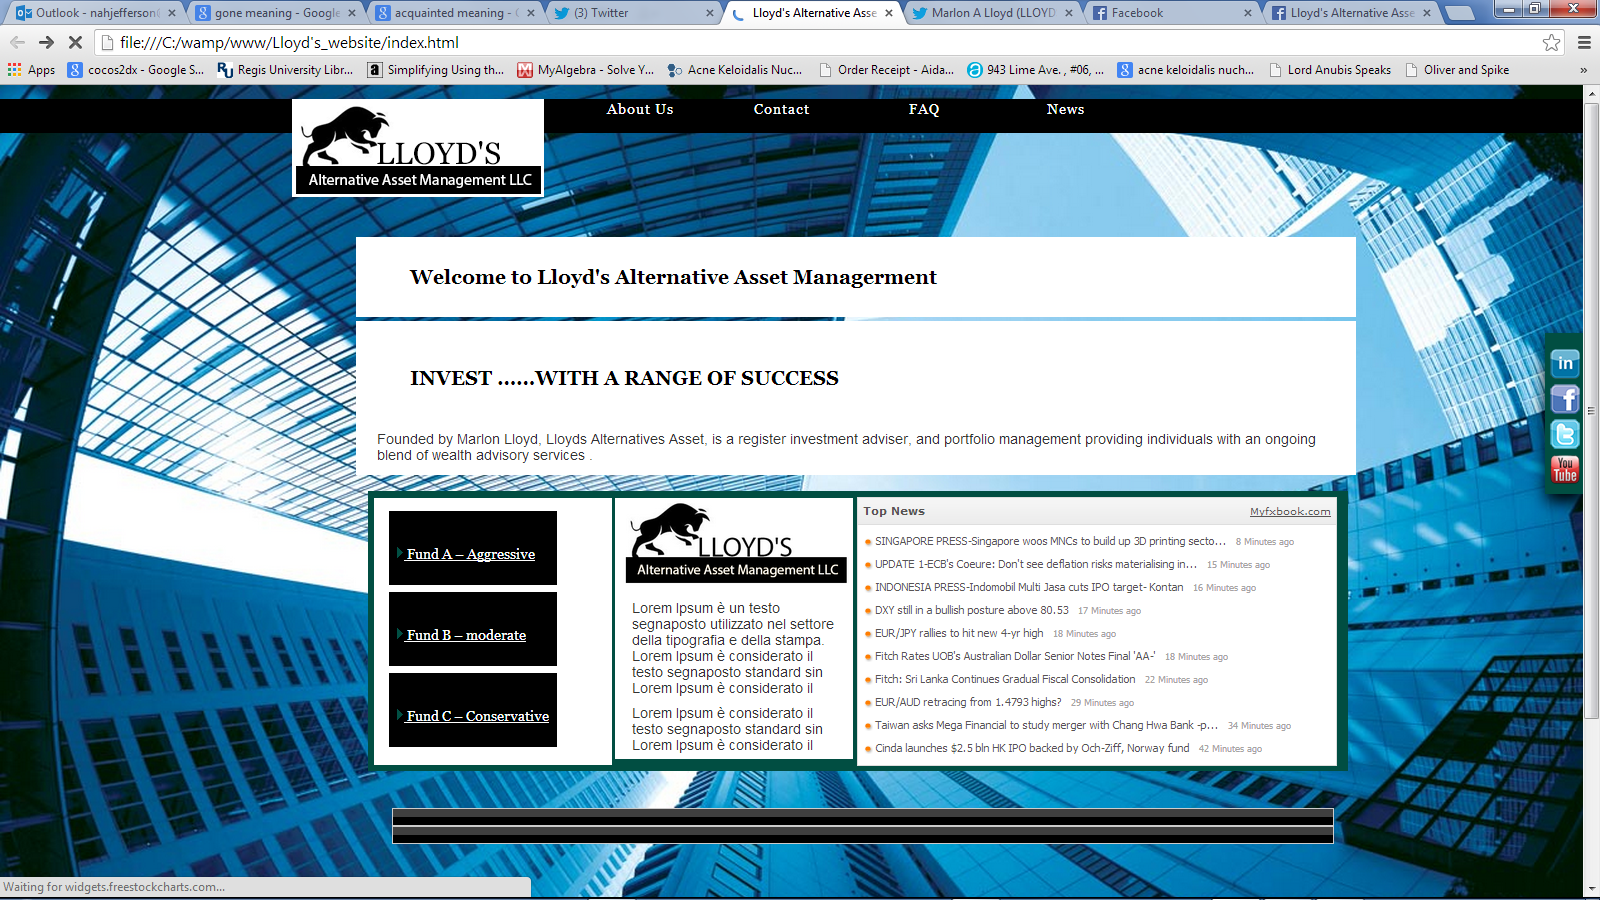 Outlook - nahjefferson
gone meaning - Google
acquainted meaning -
(3) Twitter
Lloyd's Alternative Asse
Marlon A Lloyd (LLOYD
Facebook
Lloyd's Alternative Asse
file:///C:/wamp/www/Lloyd's_website/index.html
Apps
cocos2dx - Google S...
Regis University Libr...
Simplifying Using th...
MyAlgebra - Solve Y...
Acne Keloidalis Nuc...
Order Receipt - Aida...
943 Lime Ave. , #06, ...
acne keloidalis nuch...
Lord Anubis Speaks
Oliver and Spike
»
About Us
Contact
FAQ
News
LLOYD'S
Alternative Asset Management LLC
Welcome to Lloyd's Alternative Asset Managerment
INVEST ......WITH A RANGE OF SUCCESS
Founded by Marlon Lloyd, Lloyds Alternatives Asset, is a register investment adviser, and portfolio management providing individuals with an ongoing
blend of wealth advisory services .
in
f
t
You
Tube
Fund A – Aggressive
Fund B – moderate
Fund C – Conservative
LLOYD'S
Alternative Asset Management LLC
Lorem Ipsum è un testo
segnaposto utilizzato nel settore
della tipografia e della stampa.
Lorem Ipsum è considerato il
testo segnaposto standard sin
Lorem Ipsum è considerato il
Lorem Ipsum è considerato il
testo segnaposto standard sin
Lorem Ipsum è considerato il
Top News
Myfxbook.com
SINGAPORE PRESS-Singapore woos MNCs to build up 3D printing secto... 8 Minutes ago
UPDATE 1-ECB's Coeure: Don't see deflation risks materialising in... 15 Minutes ago
INDONESIA PRESS-Indomobil Multi Jasa cuts IPO target- Kontan 16 Minutes ago
DXY still in a bullish posture above 80.53 17 Minutes ago
EUR/JPY rallies to hit new 4-yr high 18 Minutes ago
Fitch Rates UOB's Australian Dollar Senior Notes Final 'AA-' 18 Minutes ago
Fitch: Sri Lanka Continues Gradual Fiscal Consolidation 22 Minutes ago
EUR/AUD retracing from 1.4793 highs? 29 Minutes ago
Taiwan asks Mega Financial to study merger with Chang Hwa Bank -p... 34 Minutes ago
Cinda launches $2.5 bln HK IPO backed by Och-Ziff, Norway fund 42 Minutes ago
Waiting for widgets.freestockcharts.com...